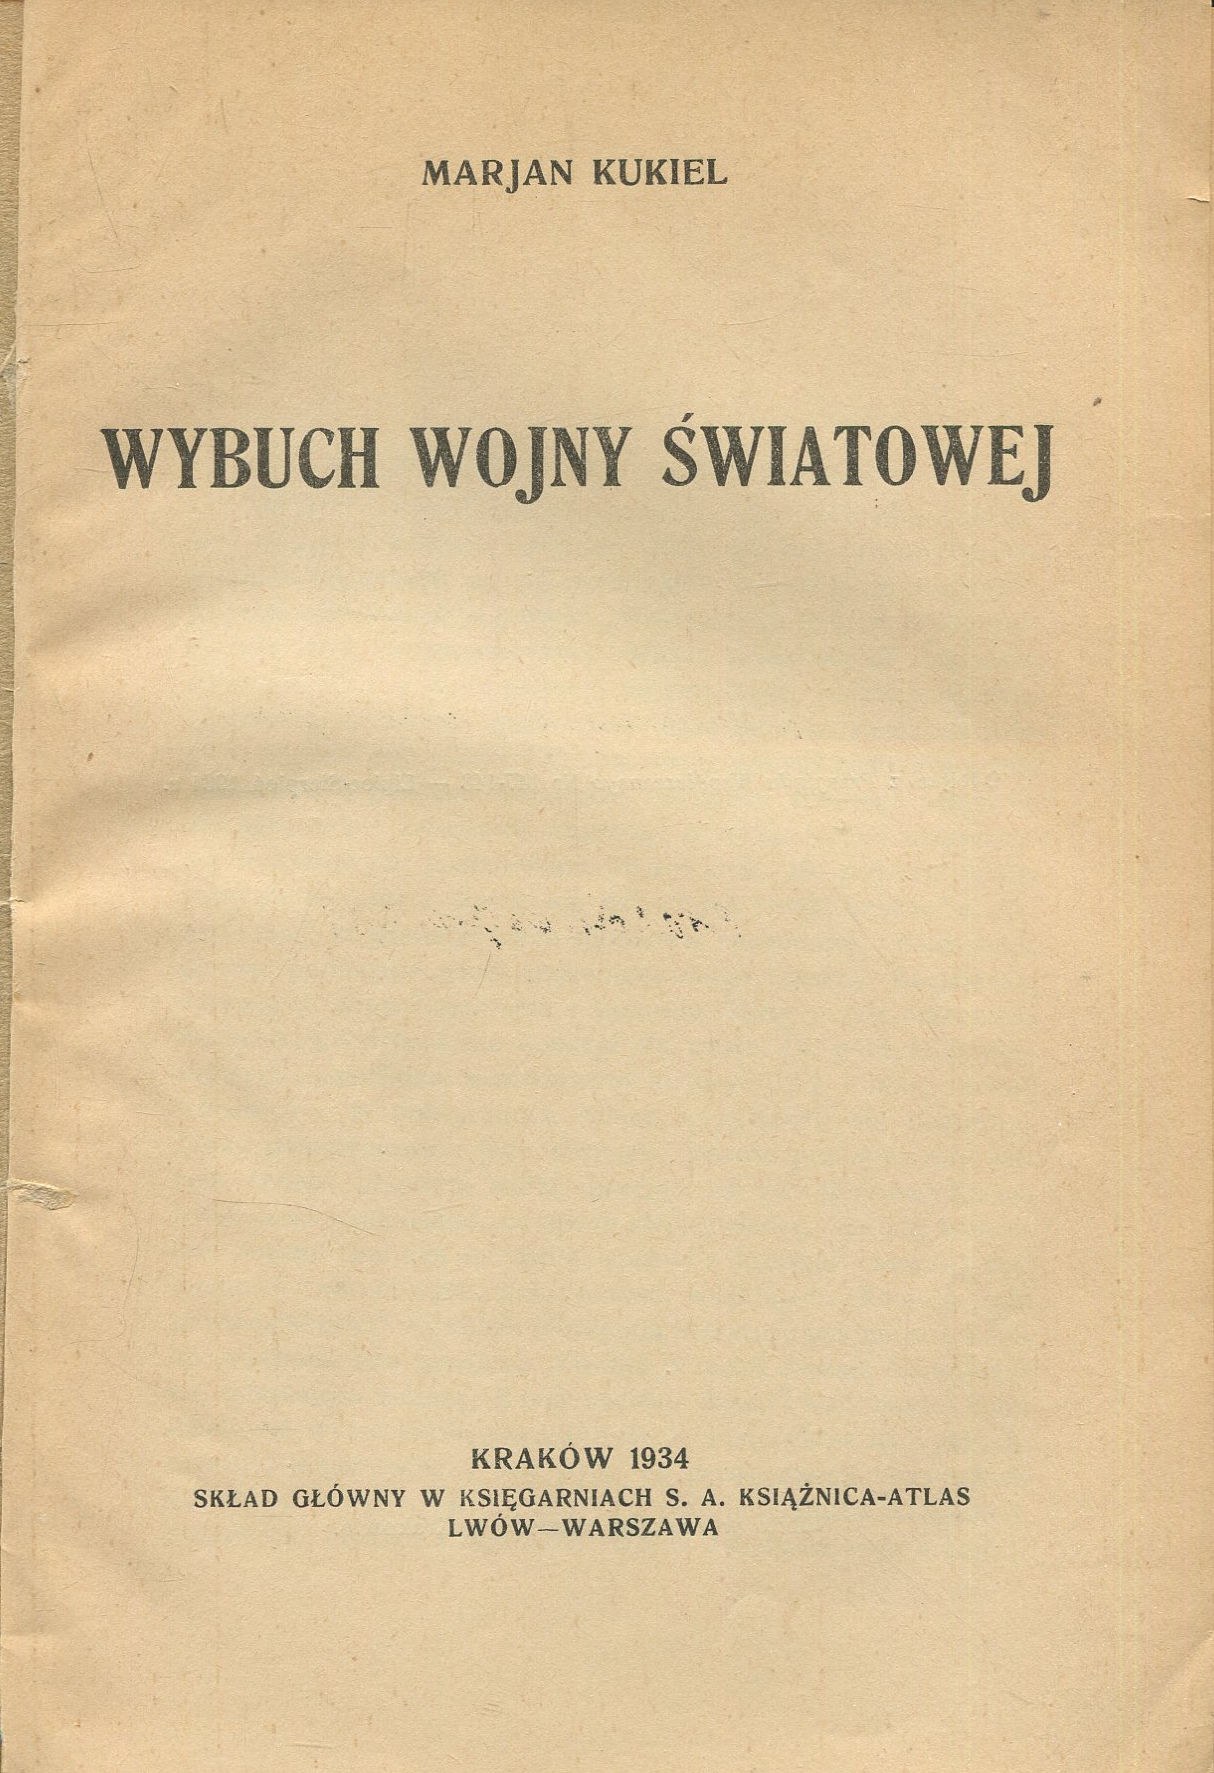 MARJAN KUKIEL
WYBUCH WOJNY ŚWIATOWEJ
KRAKÓW 1934
SKŁAD GŁÓWNY W KSIĘGARNIACH S. A. KSIĄŻNICA-ATLAS
LWÓW—WARSZAWA